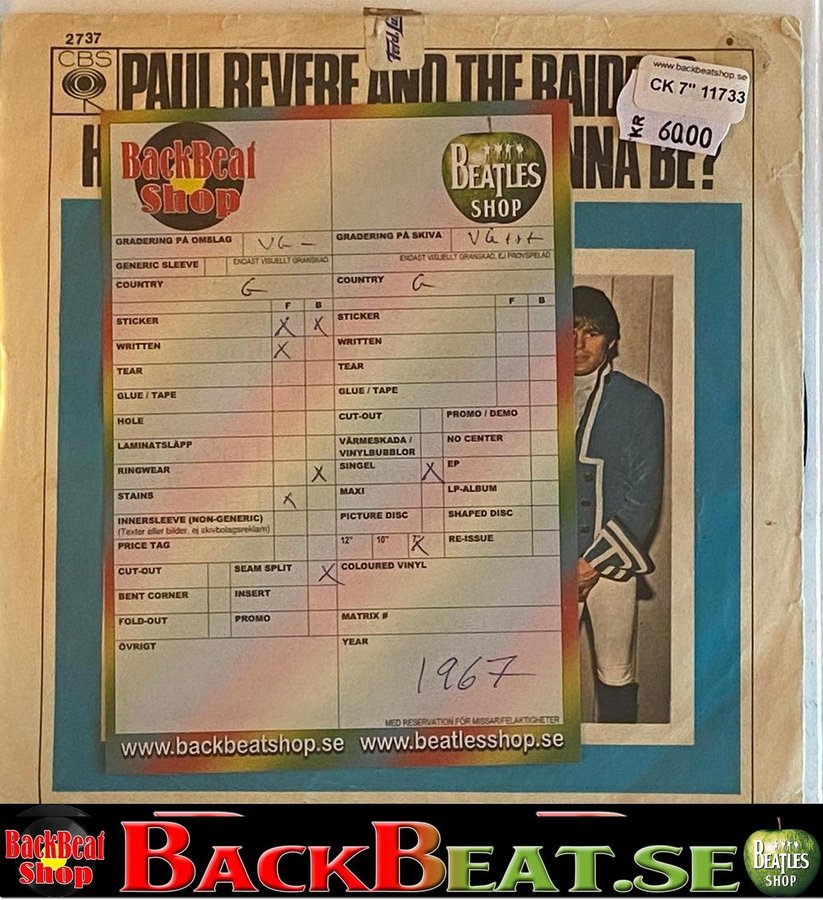 2737
CBS
PAUL REVERE AND THE RAIDE
H NNA BE?
www.backbeatshop.se
CK 7" 11733
KR 60.00
BackBeat Shop
BEATLES SHOP
GRADERING PÅ OMSLAG VG -
GRADERING PÅ SKIVA VG+++
GENERIC SLEEVE
ENDAST VISUELLT GRANSKAD
ENDAST VISUELLT GRANSKAD, EJ PROVSPELAD
COUNTRY G
COUNTRY G
F B
F B
STICKER X X
STICKER
WRITTEN X
WRITTEN
TEAR
TEAR
GLUE / TAPE
GLUE / TAPE
HOLE
CUT-OUT
PROMO / DEMO
LAMINATSLÄPP
VÄRMESKADA / VINYLBUBBLOR
NO CENTER
RINGWEAR X
SINGEL X
EP
STAINS X
MAXI
LP-ALBUM
INNERSLEEVE (NON-GENERIC)
(Texter eller bilder, ej skivbolagsreklam)
PICTURE DISC
SHAPED DISC
PRICE TAG
12" 10" X
RE-ISSUE
CUT-OUT
SEAM SPLIT X
COLOURED VINYL
BENT CORNER
INSERT
FOLD-OUT
PROMO
MATRIX #
ÖVRIGT
YEAR
1967
MED RESERVATION FÖR MISSAR/FELAKTIGHETER
www.backbeatshop.se www.beatlesshop.se
BackBeat Shop
BACKBEAT.SE
BEATLES SHOP